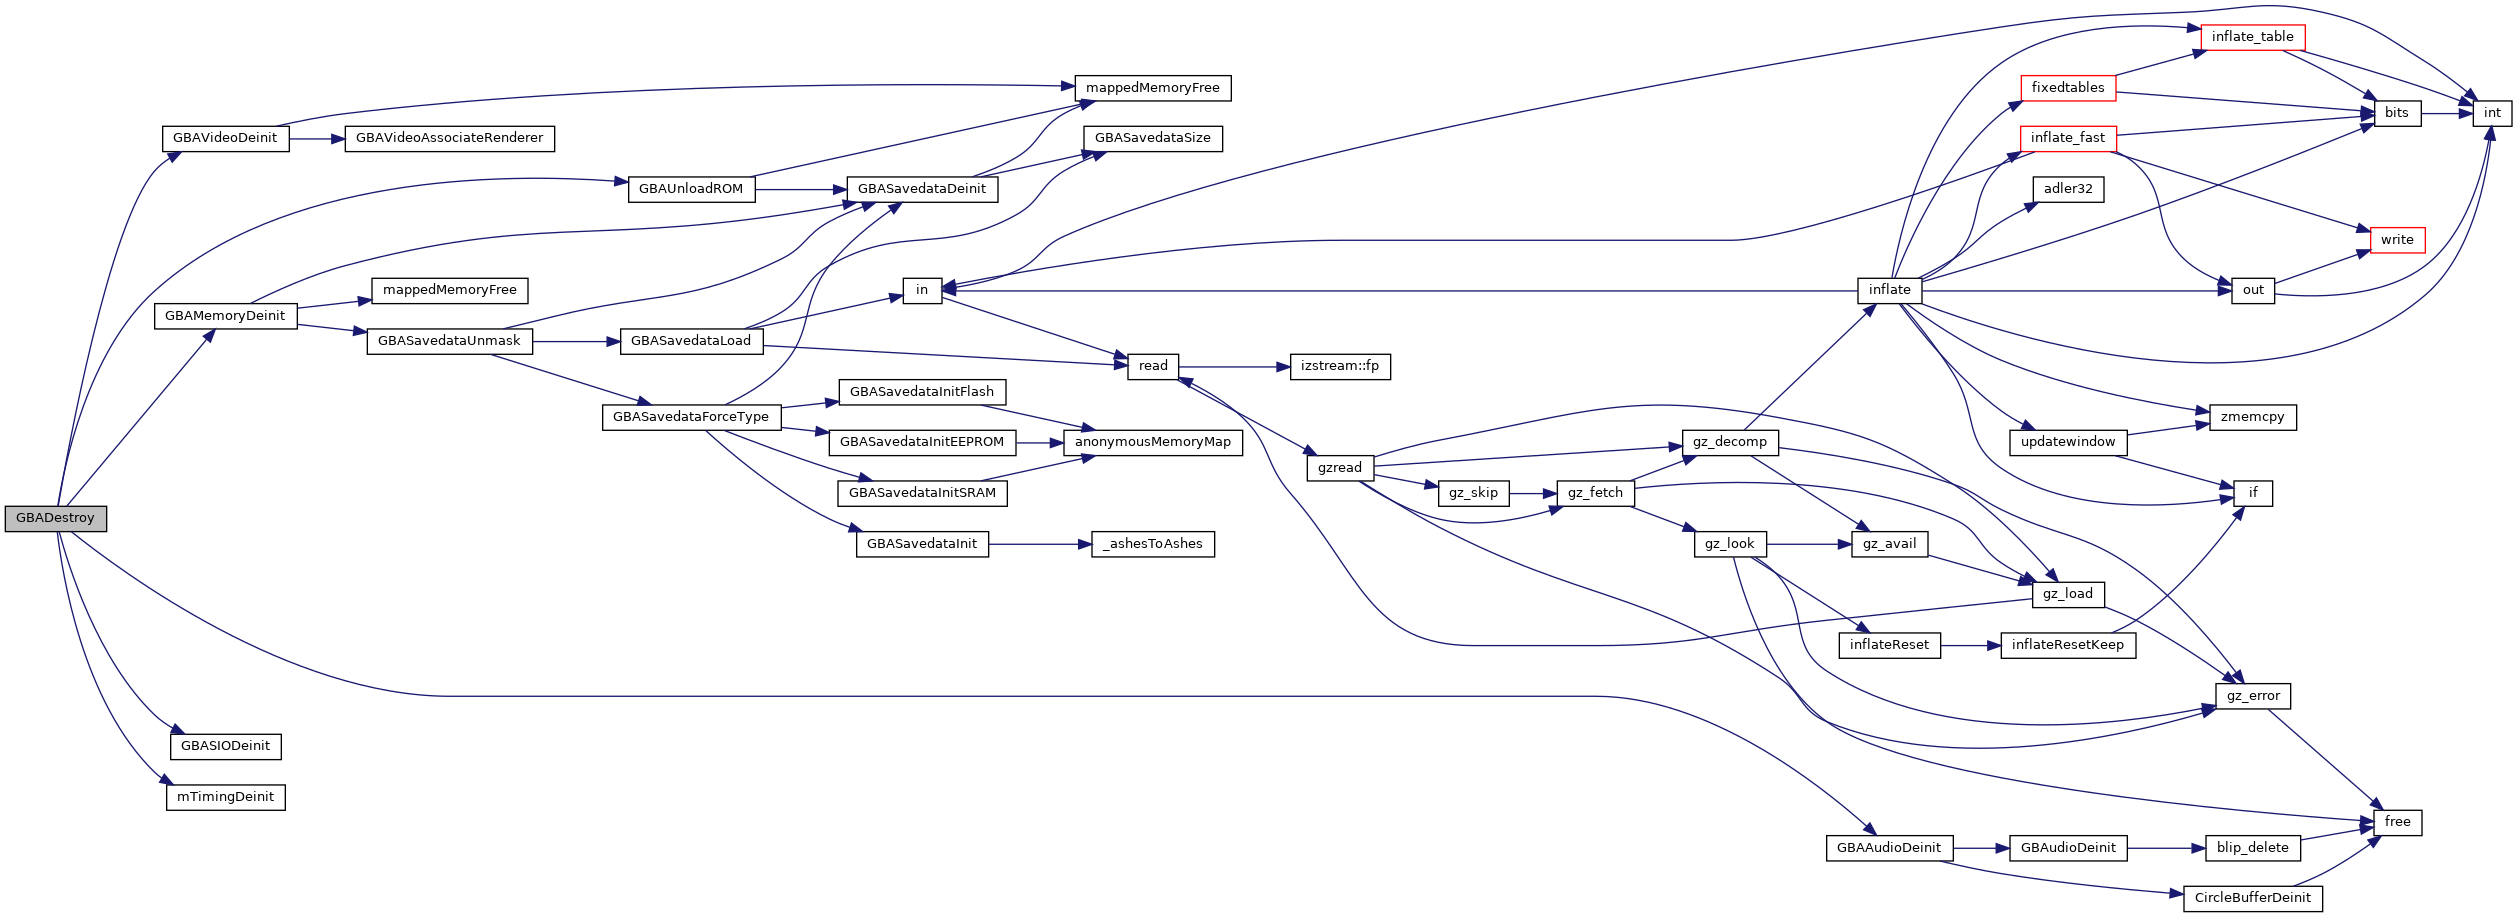 GBADestroy
GBAVideoDeinit
GBAVideoAssociateRenderer
mappedMemoryFree
GBAUnloadROM
GBASavedataDeinit
GBASavedataSize
GBAMemoryDeinit
mappedMemoryFree
GBASavedataUnmask
GBASavedataLoad
in
read
izstream::fp
GBASavedataForceType
GBASavedataInitFlash
GBASavedataInitEEPROM
GBASavedataInitSRAM
anonymousMemoryMap
GBASavedataInit
_ashesToAshes
gzread
gz_skip
gz_fetch
gz_decomp
gz_look
gz_avail
gz_load
inflateReset
inflateResetKeep
gz_error
inflate
inflate_table
fixedtables
inflate_fast
adler32
bits
int
write
out
zmemcpy
updatewindow
if
GBASIODeinit
mTimingDeinit
GBAAudioDeinit
GBAudioDeinit
blip_delete
free
CircleBufferDeinit